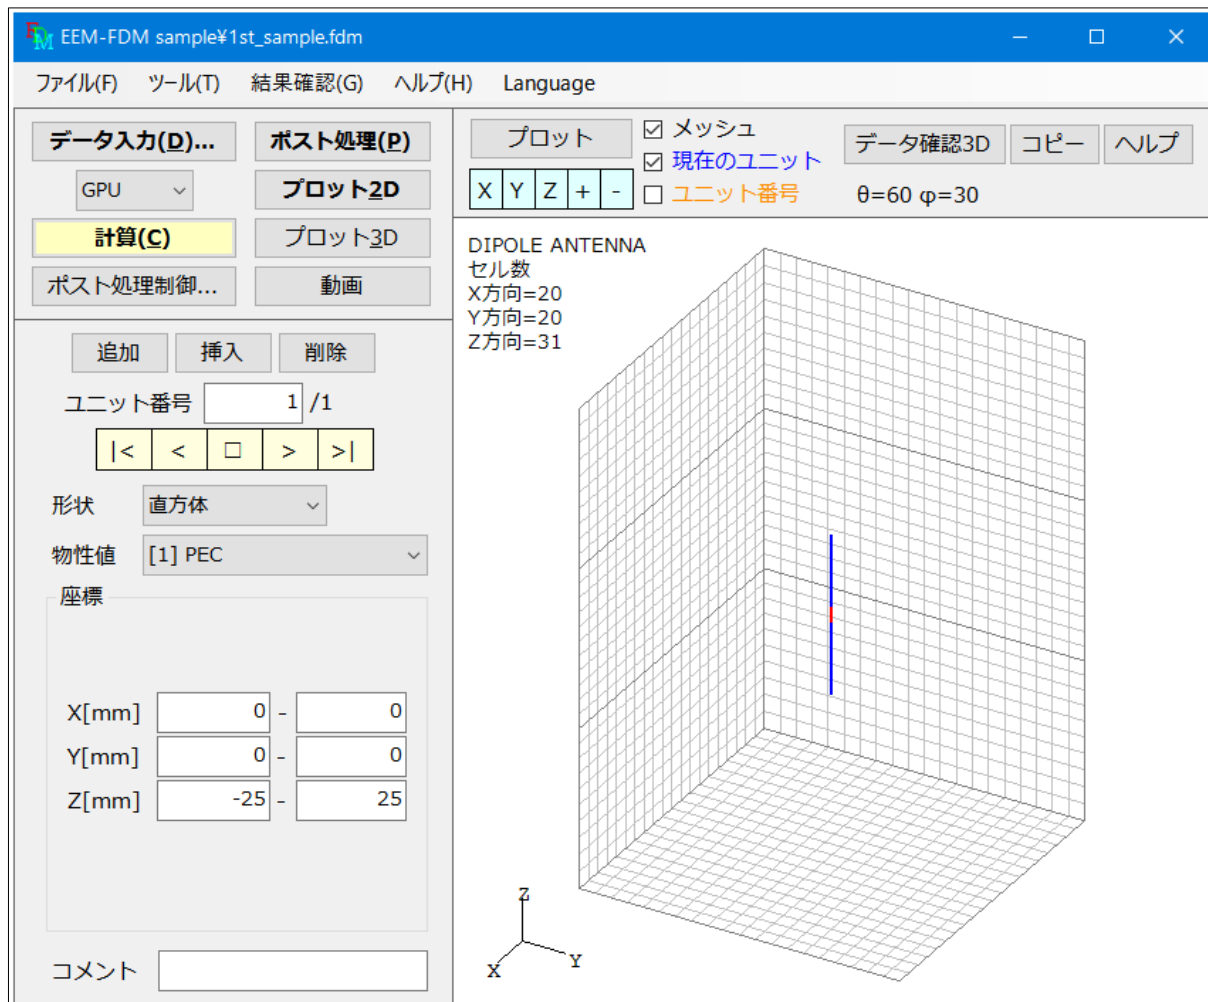 EEM-FDM sample¥1st_sample.fdm
ファイル(F) ツール(T) 結果確認(G) ヘルプ(H) Language
データ入力(D)... ポスト処理(P)
GPU プロット2D
計算(C) プロット3D
ポスト処理制御... 動画
プロット メッシュ データ確認3D コピー ヘルプ
現在のユニット
X Y Z + - ユニット番号 θ=60 φ=30
追加 挿入 削除
ユニット番号 1 /1
|< < □ > >|
形状 直方体
物性値 [1] PEC
座標
X[mm] 0 - 0
Y[mm] 0 - 0
Z[mm] -25 - 25
コメント
DIPOLE ANTENNA
セル数
X方向=20
Y方向=20
Z方向=31
Z
X Y